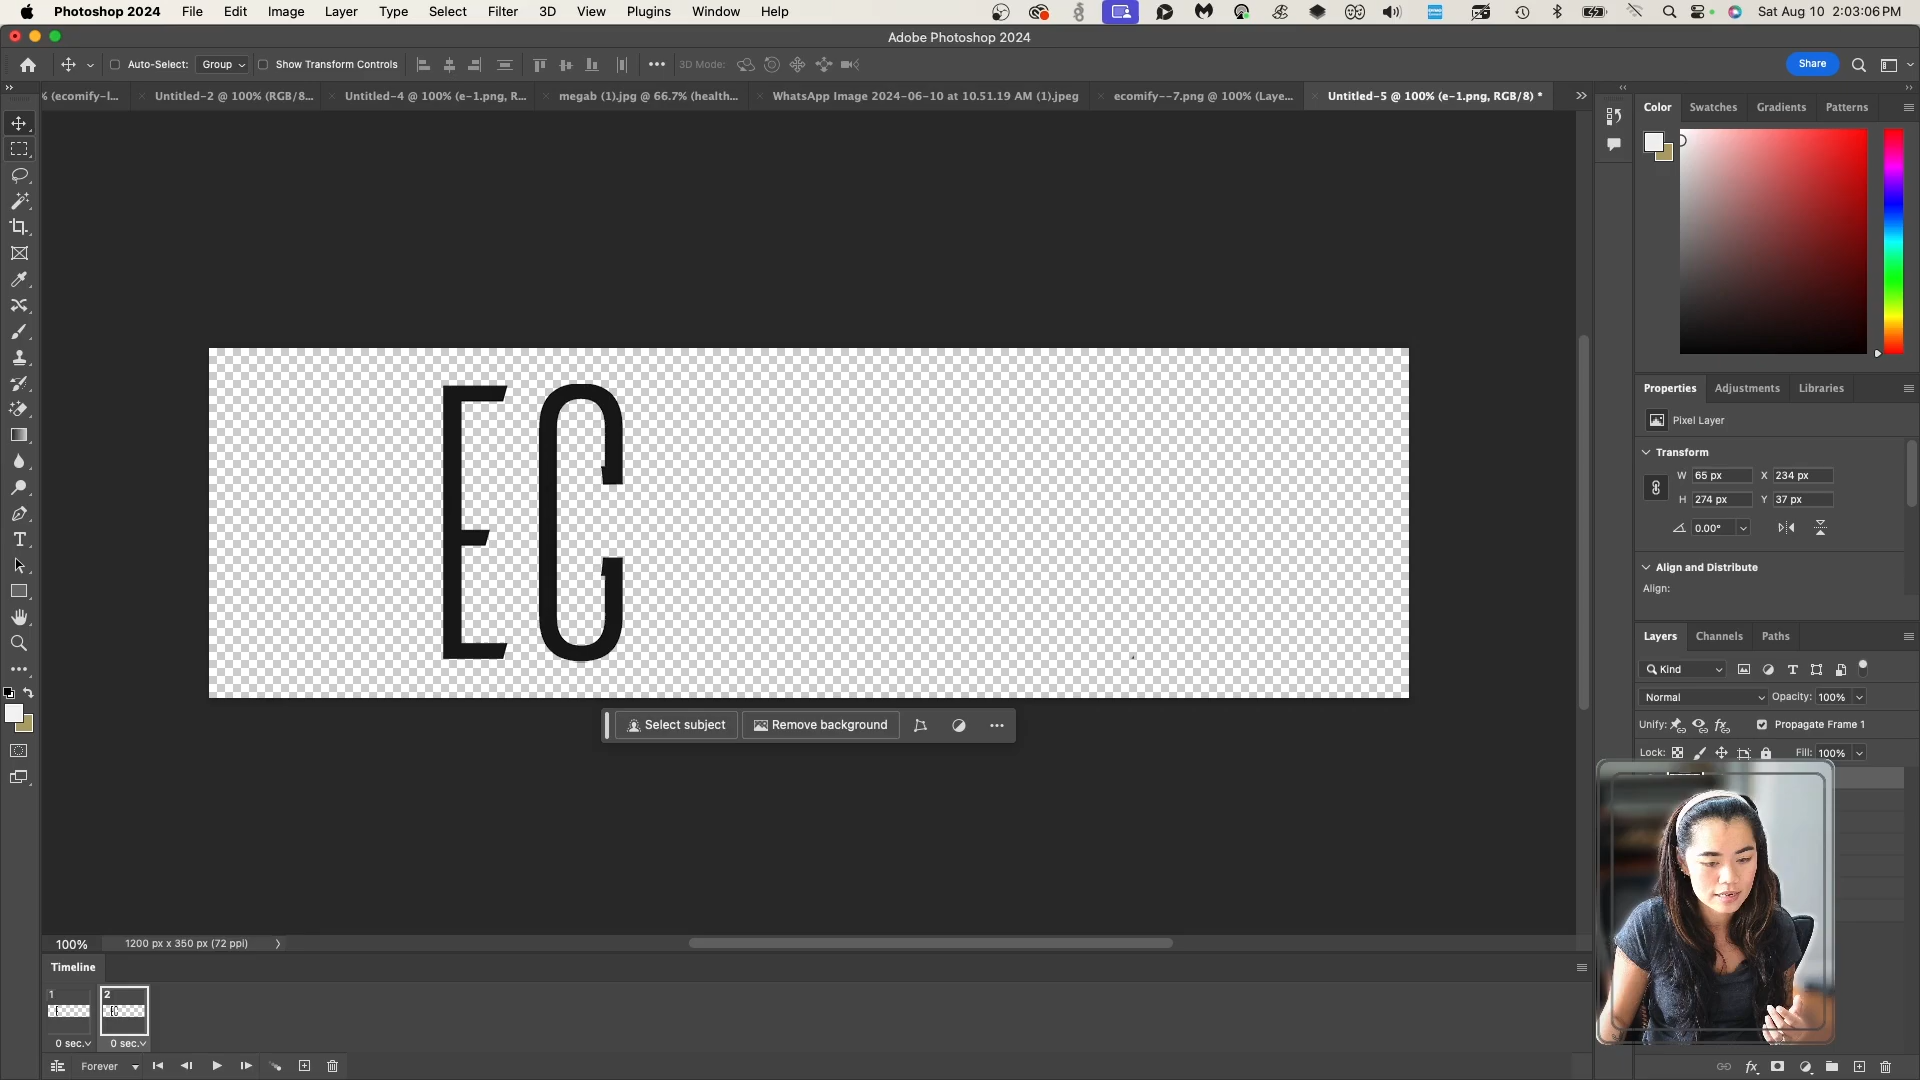 Photoshop 2024 File Edit Image Layer Type Select Filter 3D View Plugins Window Help Sat Aug 10 2:03:06 PM
Adobe Photoshop 2024
Auto-Select: Group Show Transform Controls 3D Mode: Share
% (ecomify-l... Untitled-2 @ 100% (RGB/8... Untitled-4 @ 100% (e-1.png, R... megab (1).jpg @ 66.7% (health... WhatsApp Image 2024-06-10 at 10.51.19 AM (1).jpeg ecomify--7.png @ 100% (Laye... Untitled-5 @ 100% (e-1.png, RGB/8) *
Color Swatches Gradients Patterns
EC
Properties Adjustments Libraries
Pixel Layer
Transform
W 65 px X 234 px
H 274 px Y 37 px
0.00°
Align and Distribute
Align:
Layers Channels Paths
Kind
Normal Opacity: 100%
Unify: Propagate Frame 1
Lock: Fill: 100%
Select subject Remove background
100% 1200 px x 350 px (72 ppi)
Timeline
1 2
E EC
0 sec. 0 sec.
Forever